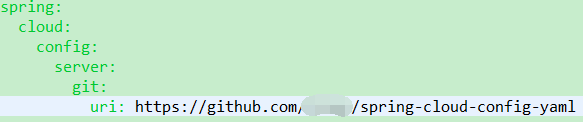 spring:
  cloud:
    config:
      server:
        git:
          uri: https://github.com/ /spring-cloud-config-yaml